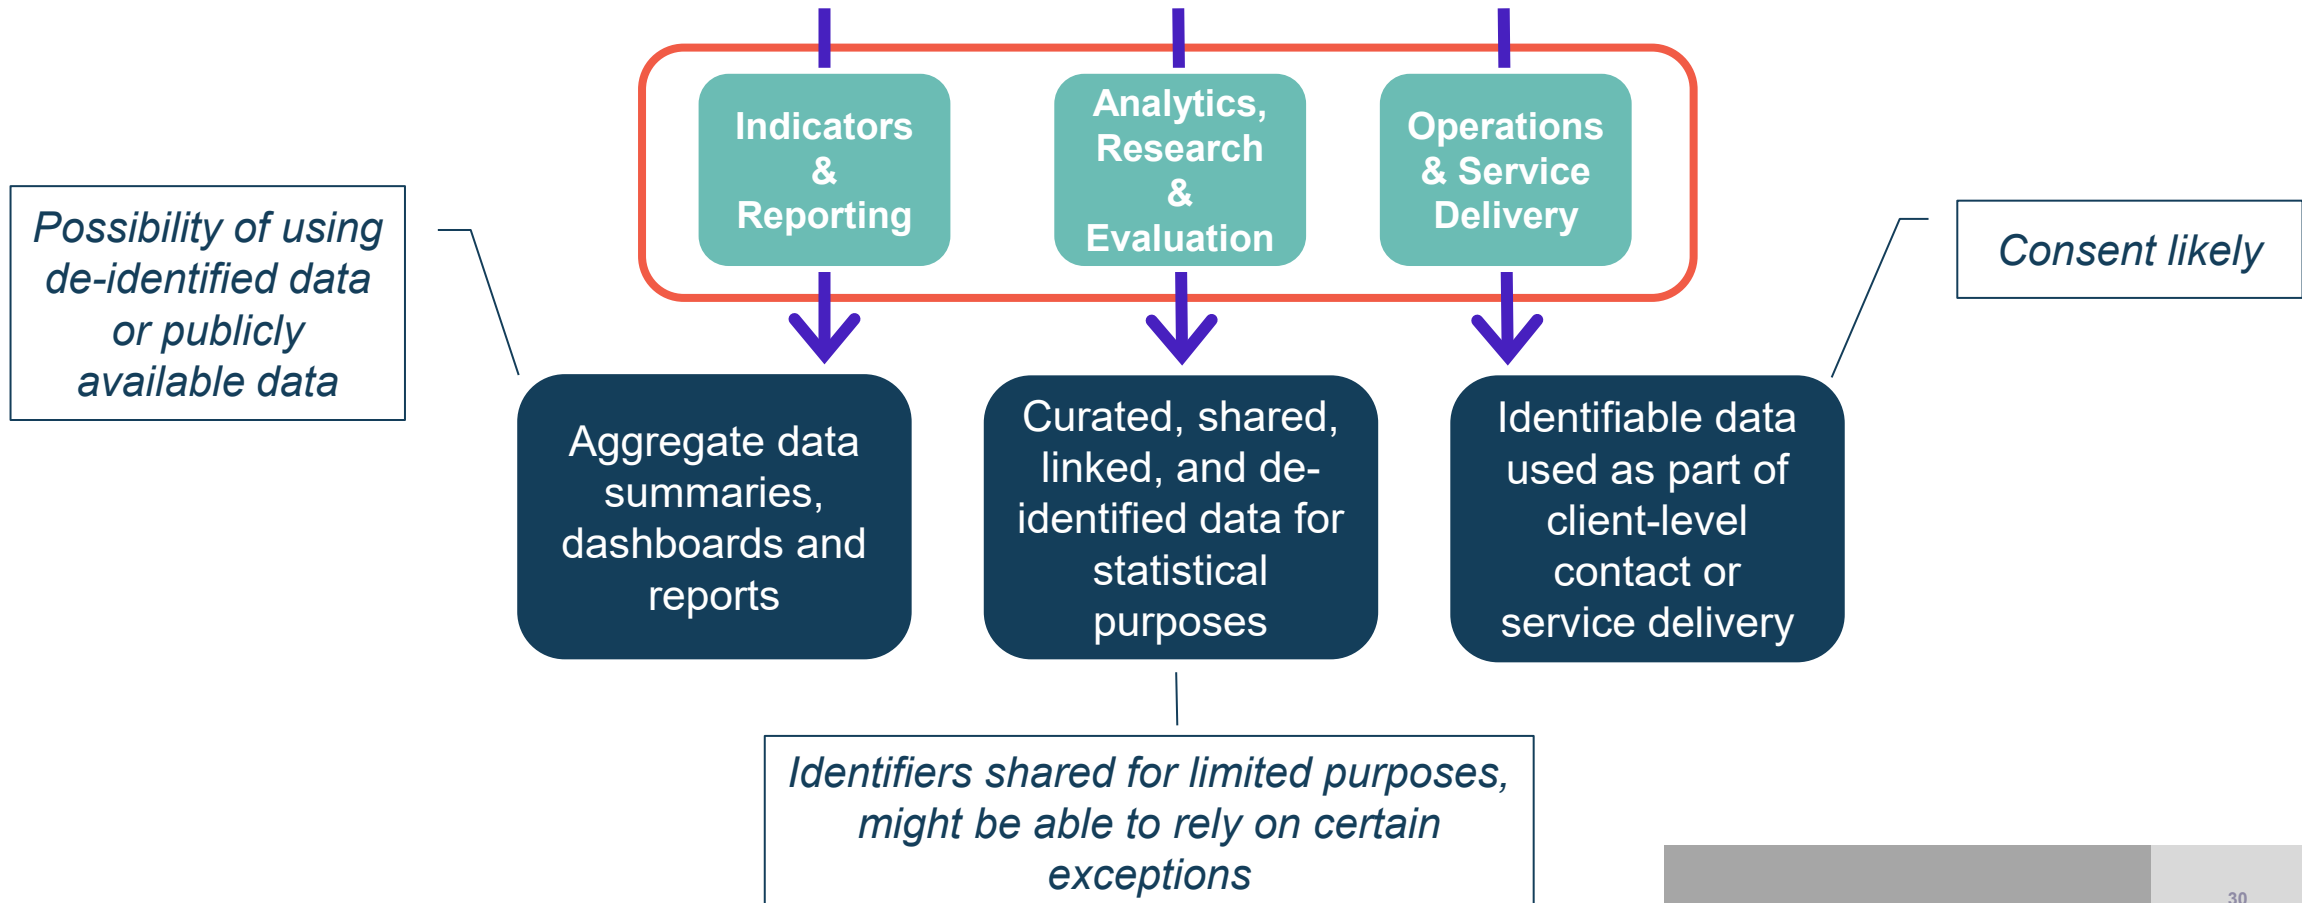 Indicators
&
Reporting
Analytics,
Research
&
Evaluation
Operations
& Service
Delivery
Possibility of using
de-identified data
or publicly
available data
Consent likely
Aggregate data
summaries,
dashboards and
reports
Curated, shared,
linked, and de-
identified data for
statistical
purposes
Identifiable data
used as part of
client-level
contact or
service delivery
Identifiers shared for limited purposes,
might be able to rely on certain
exceptions
30